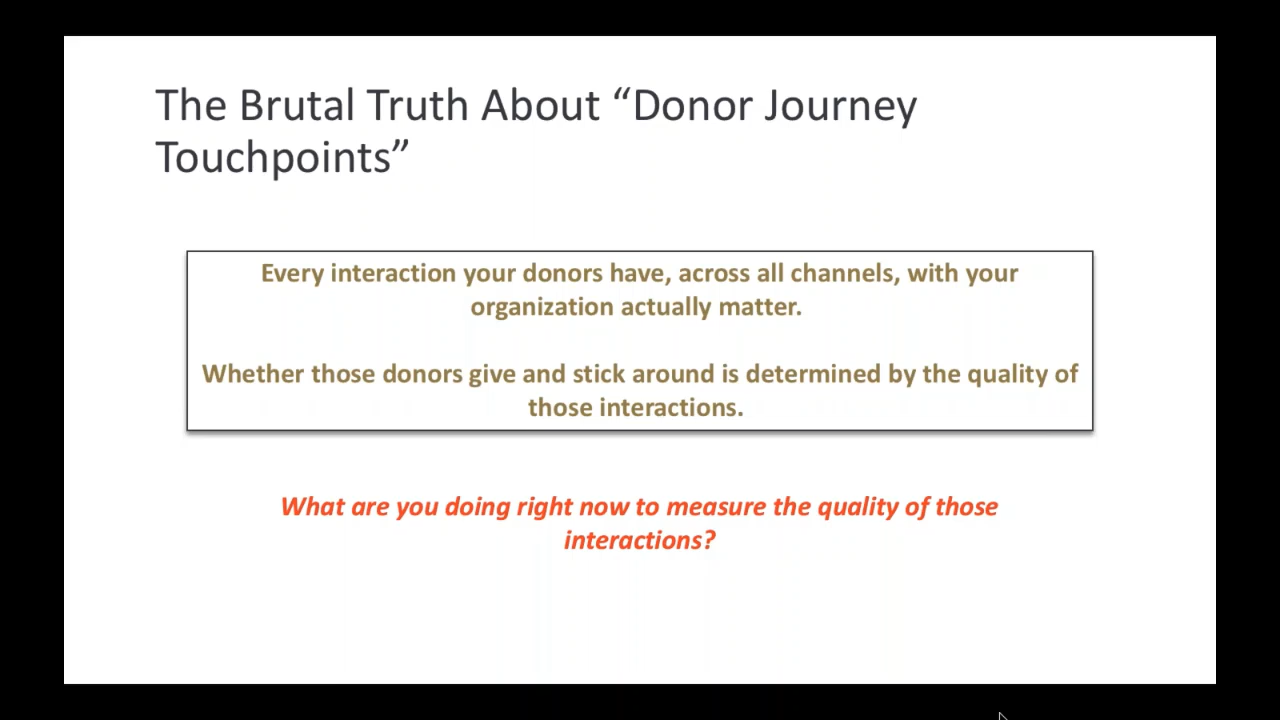 The Brutal Truth About “Donor Journey
Touchpoints”
Every interaction your donors have, across all channels, with your
organization actually matter.
Whether those donors give and stick around is determined by the quality of
those interactions.
What are you doing right now to measure the quality of those
interactions?